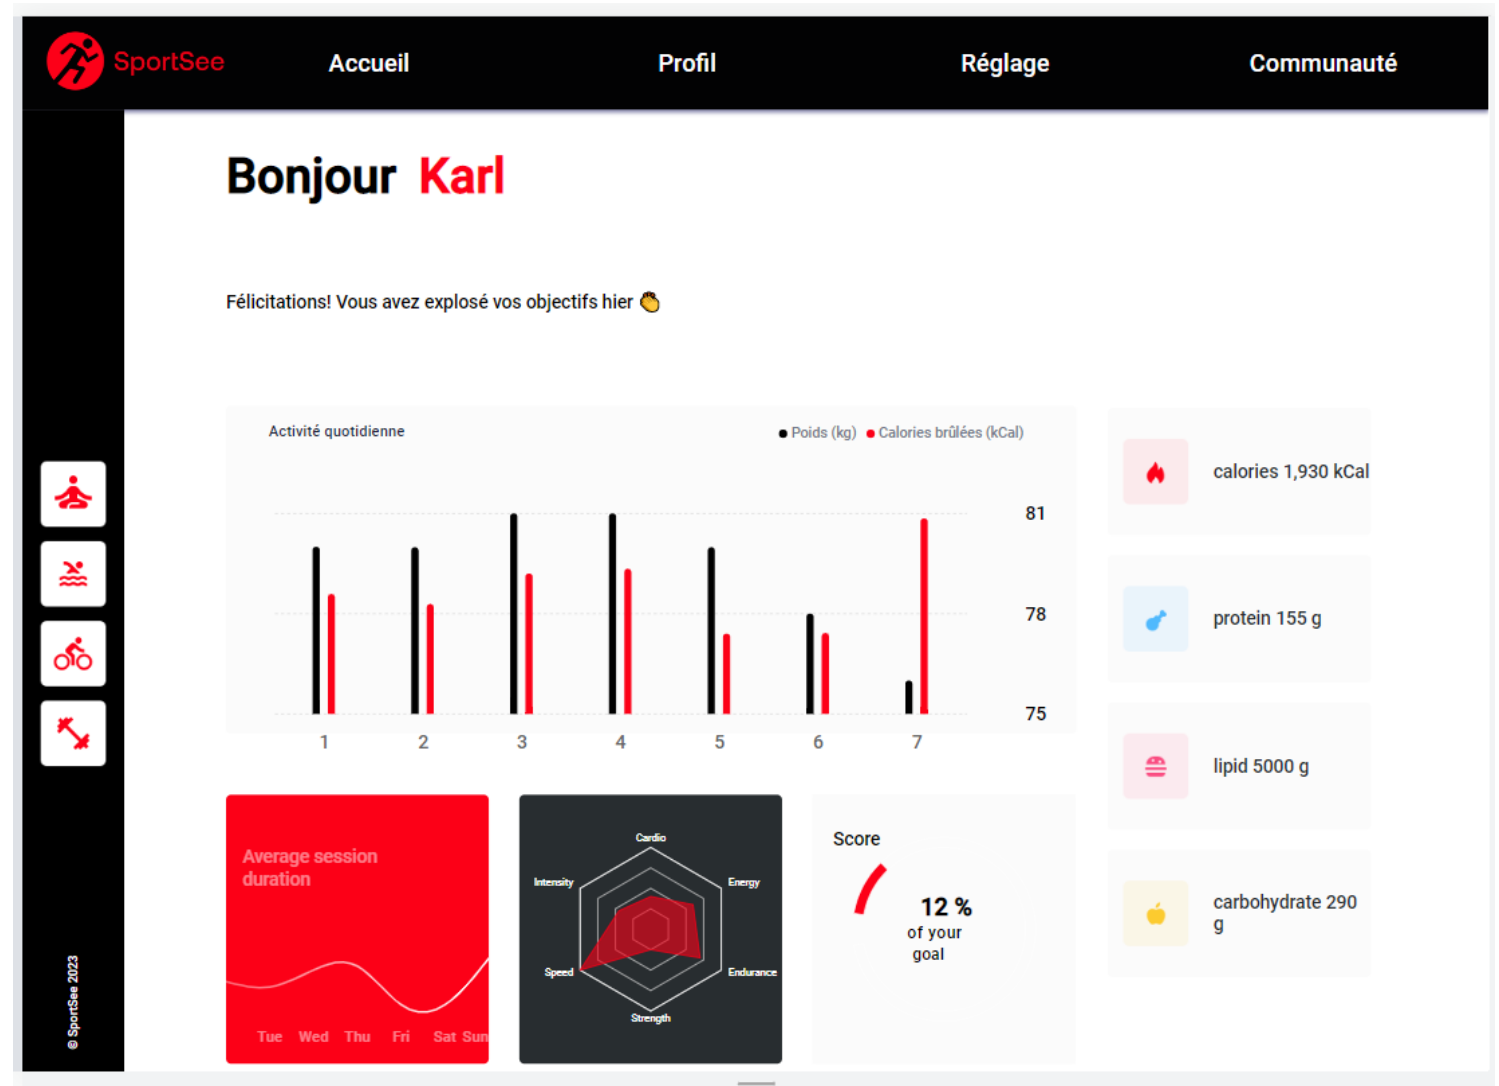 SportSee
Accueil
Profil
Réglage
Communauté
Bonjour Karl
Félicitations! Vous avez explosé vos objectifs hier 👏
Activité quotidienne
Poids (kg)
Calories brûlées (kCal)
81
78
75
1 2 3 4 5 6 7
calories 1,930 kCal
protein 155 g
lipid 5000 g
carbohydrate 290
g
Average session
duration
Tue Wed Thu Fri Sat Sun
Cardio
Energy
Endurance
Strength
Speed
Intensity
Score
12 %
of your
goal
© SportSee 2023